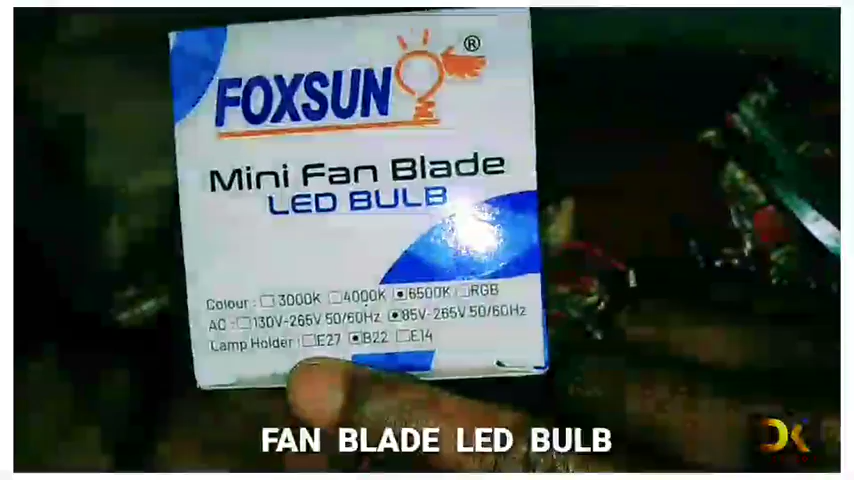 FOXSUN ®
Mini Fan Blade
LED BULB
Colour : 3000K 4000K 6500K RGB
AC : 130V-265V 50/60Hz 85V-265V 50/60Hz
Lamp Holder : E27 B22 E14
FAN BLADE LED BULB
DK